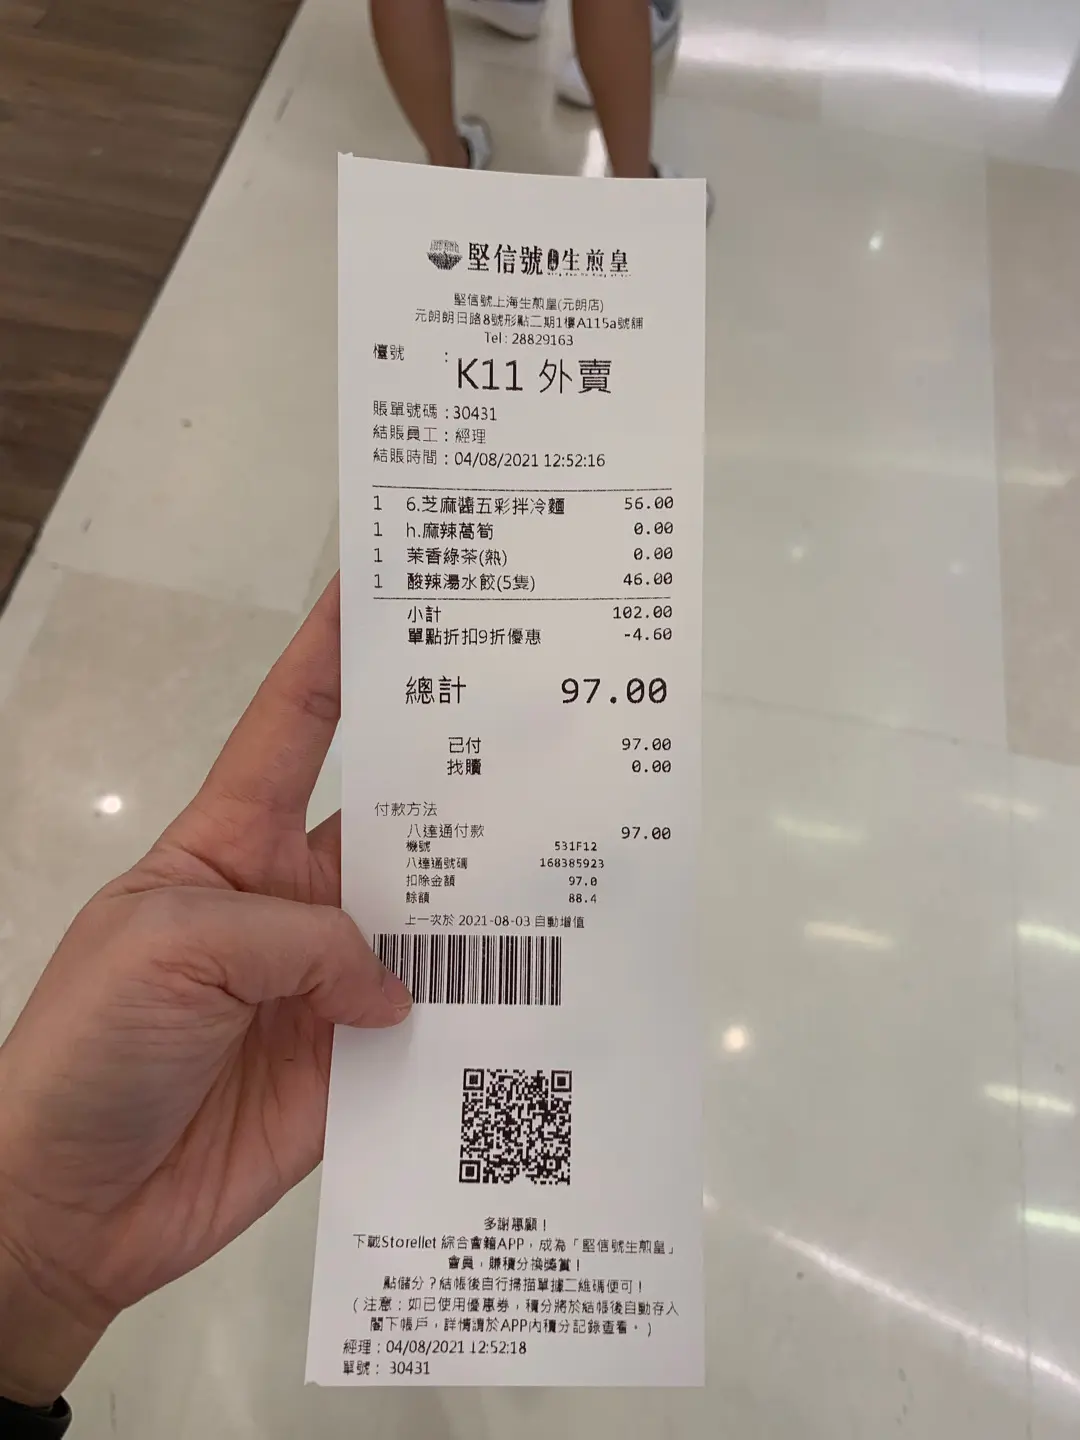 堅信號上海生煎皇
堅信號上海生煎皇(元朗店)
元朗朗日路8號形點二期1樓A115a號舖
Tel : 28829163
檯號 :
K11 外賣
賬單號碼 : 30431
結賬員工 : 經理
結賬時間 : 04/08/2021 12:52:16
1 6.芝麻醬五彩拌冷麵 56.00
1 h.麻辣萵筍 0.00
1 茉香綠茶(熱) 0.00
1 酸辣湯水餃(5隻) 46.00
小計 102.00
單點折扣9折優惠 -4.60
總計 97.00
已付 97.00
找贖 0.00
付款方法
八達通付款 97.00
機號 531F12
八達通號碼 168385923
扣除金額 97.0
餘額 88.4
上一次於 2021-08-03 自動增值
多謝惠顧！
下載Storellet 綜合會籍APP，成為「堅信號生煎皇」
會員，賺積分換獎賞！
點儲分？結帳後自行掃描單據二維碼便可！
(注意：如已使用優惠券，積分將於結帳後自動存入
閣下帳戶，詳情請於APP內積分記錄查看。)
經理 : 04/08/2021 12:52:18
單號 : 30431